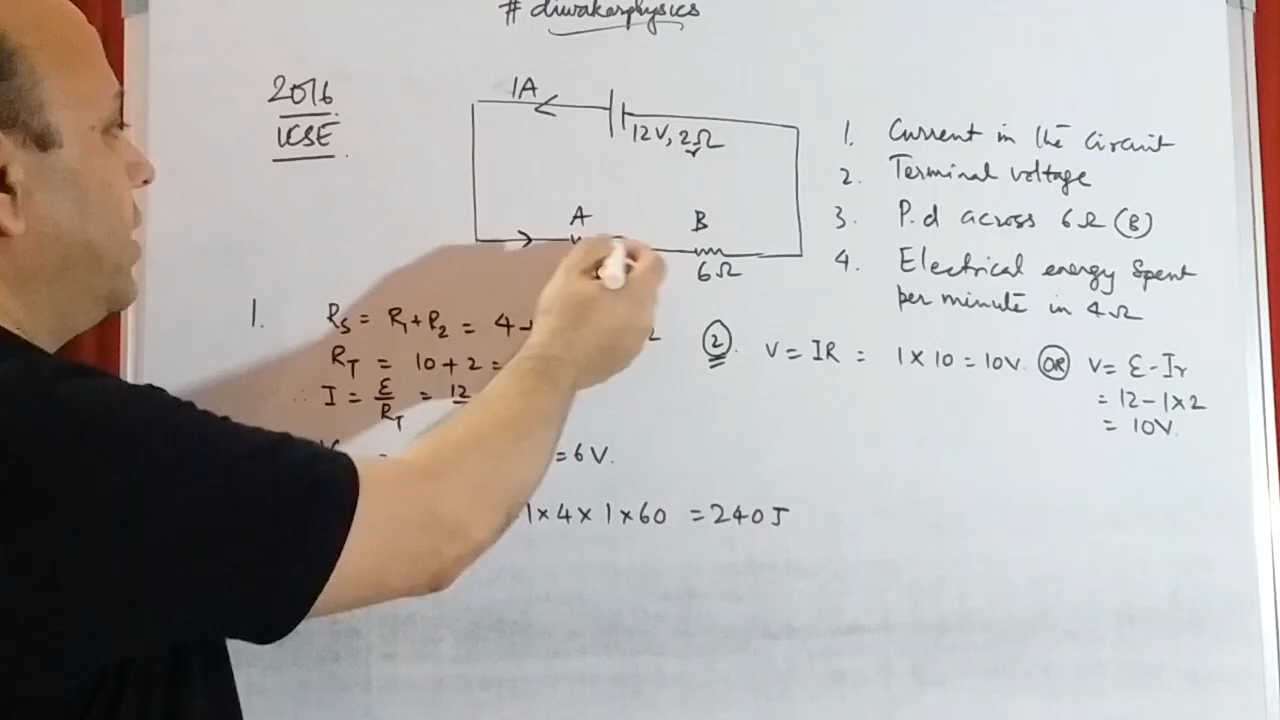 # diwakarphysics
2016
ICSE
1A
12V, 2Ω
r
A
B
6Ω
1. Current in the circuit
2. Terminal voltage
3. P.d across 6Ω (B)
4. Electrical energy spent
per minute in 4Ω
1. Rs = R1+R2 = 4
RT = 10+2 =
∴ I = ε/RT = 12
= 6V.
1×4×1×60 = 240J
2. V = IR = 1×10 = 10V. OR V = ε-Ir
= 12-1×2
= 10V.